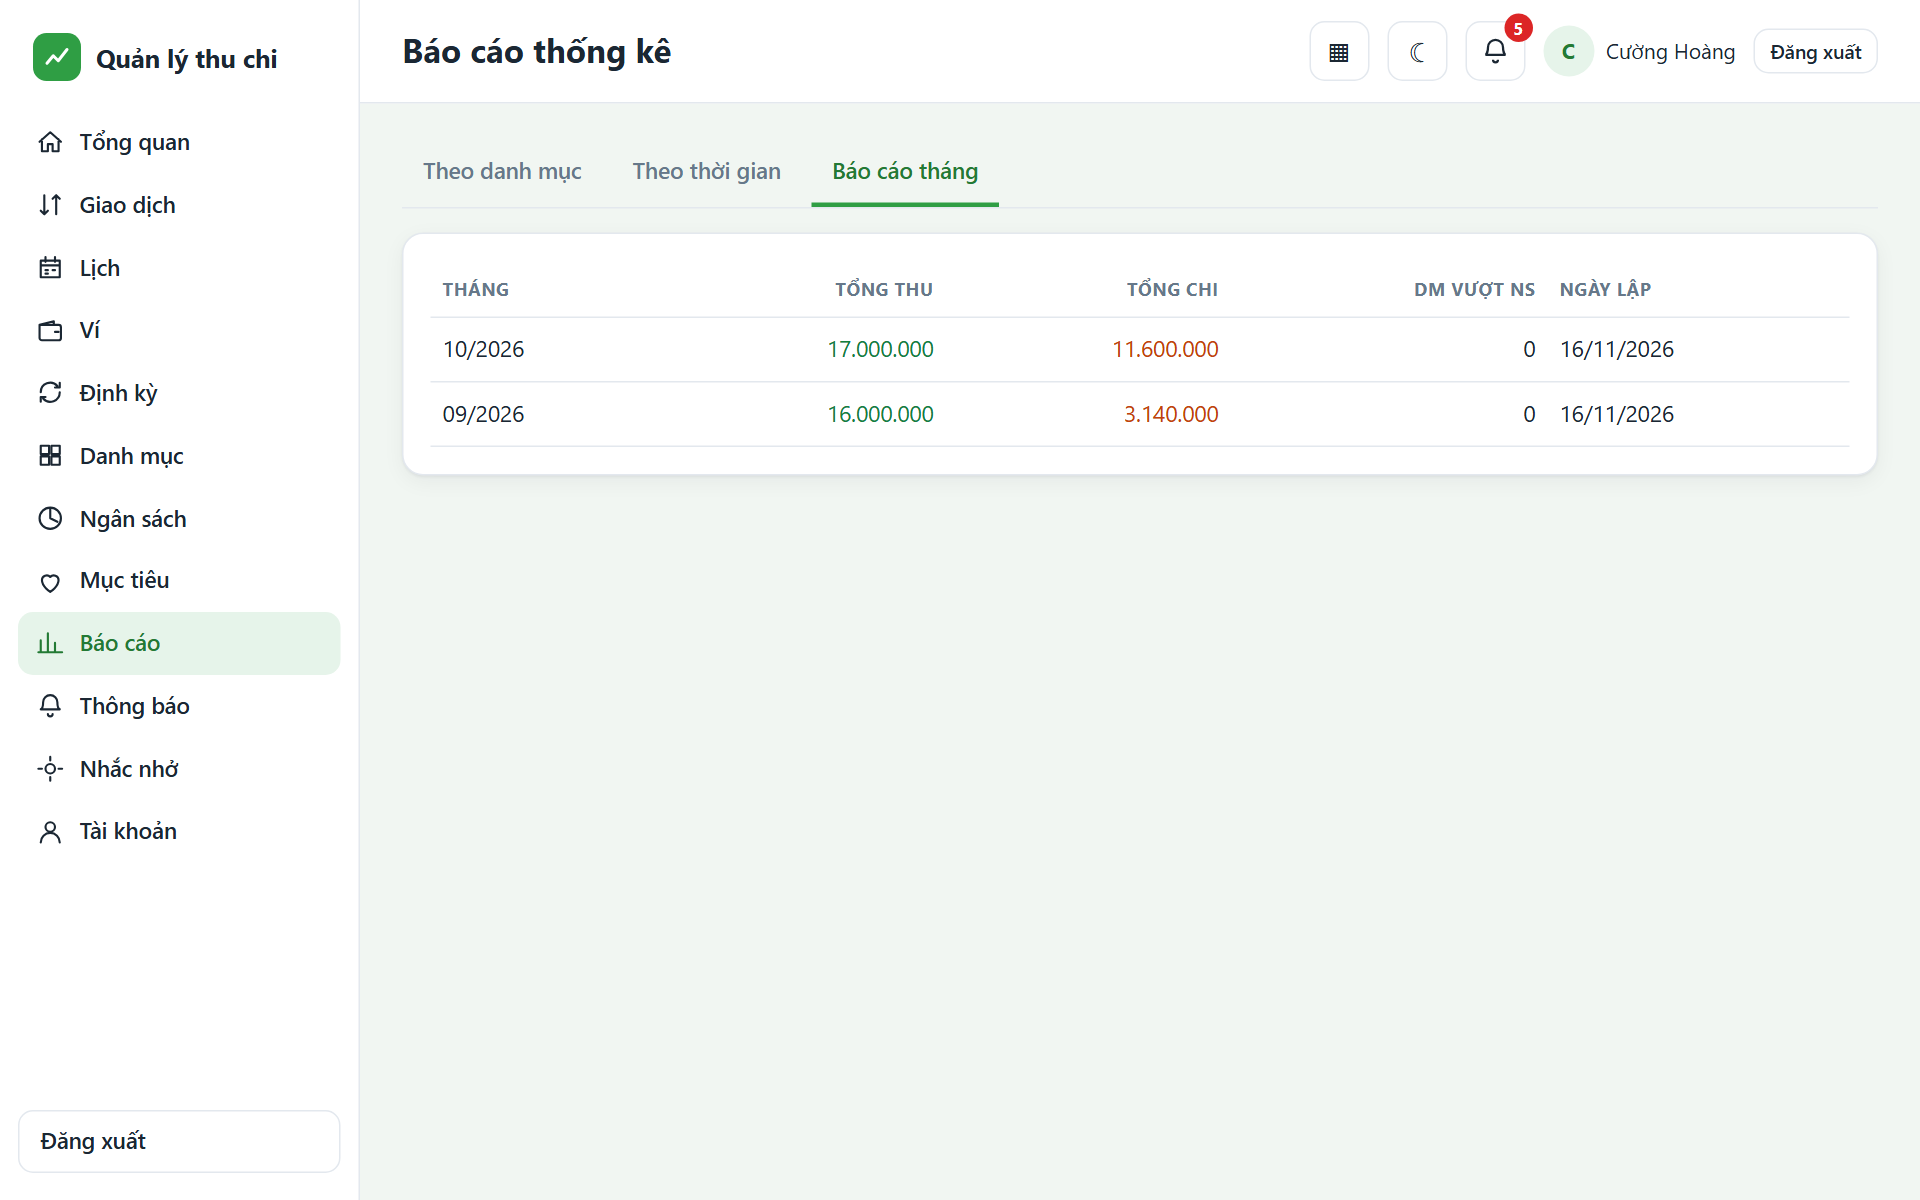 Quản lý thu chi
Tổng quan
Giao dịch
Lịch
Ví
Định kỳ
Danh mục
Ngân sách
Mục tiêu
Báo cáo
Thông báo
Nhắc nhở
Tài khoản
Đăng xuất
Báo cáo thống kê
5
C Cường Hoàng Đăng xuất
Theo danh mục Theo thời gian Báo cáo tháng
THÁNG TỔNG THU TỔNG CHI DM VƯỢT NS NGÀY LẬP
10/2026 17.000.000 11.600.000 0 16/11/2026
09/2026 16.000.000 3.140.000 0 16/11/2026